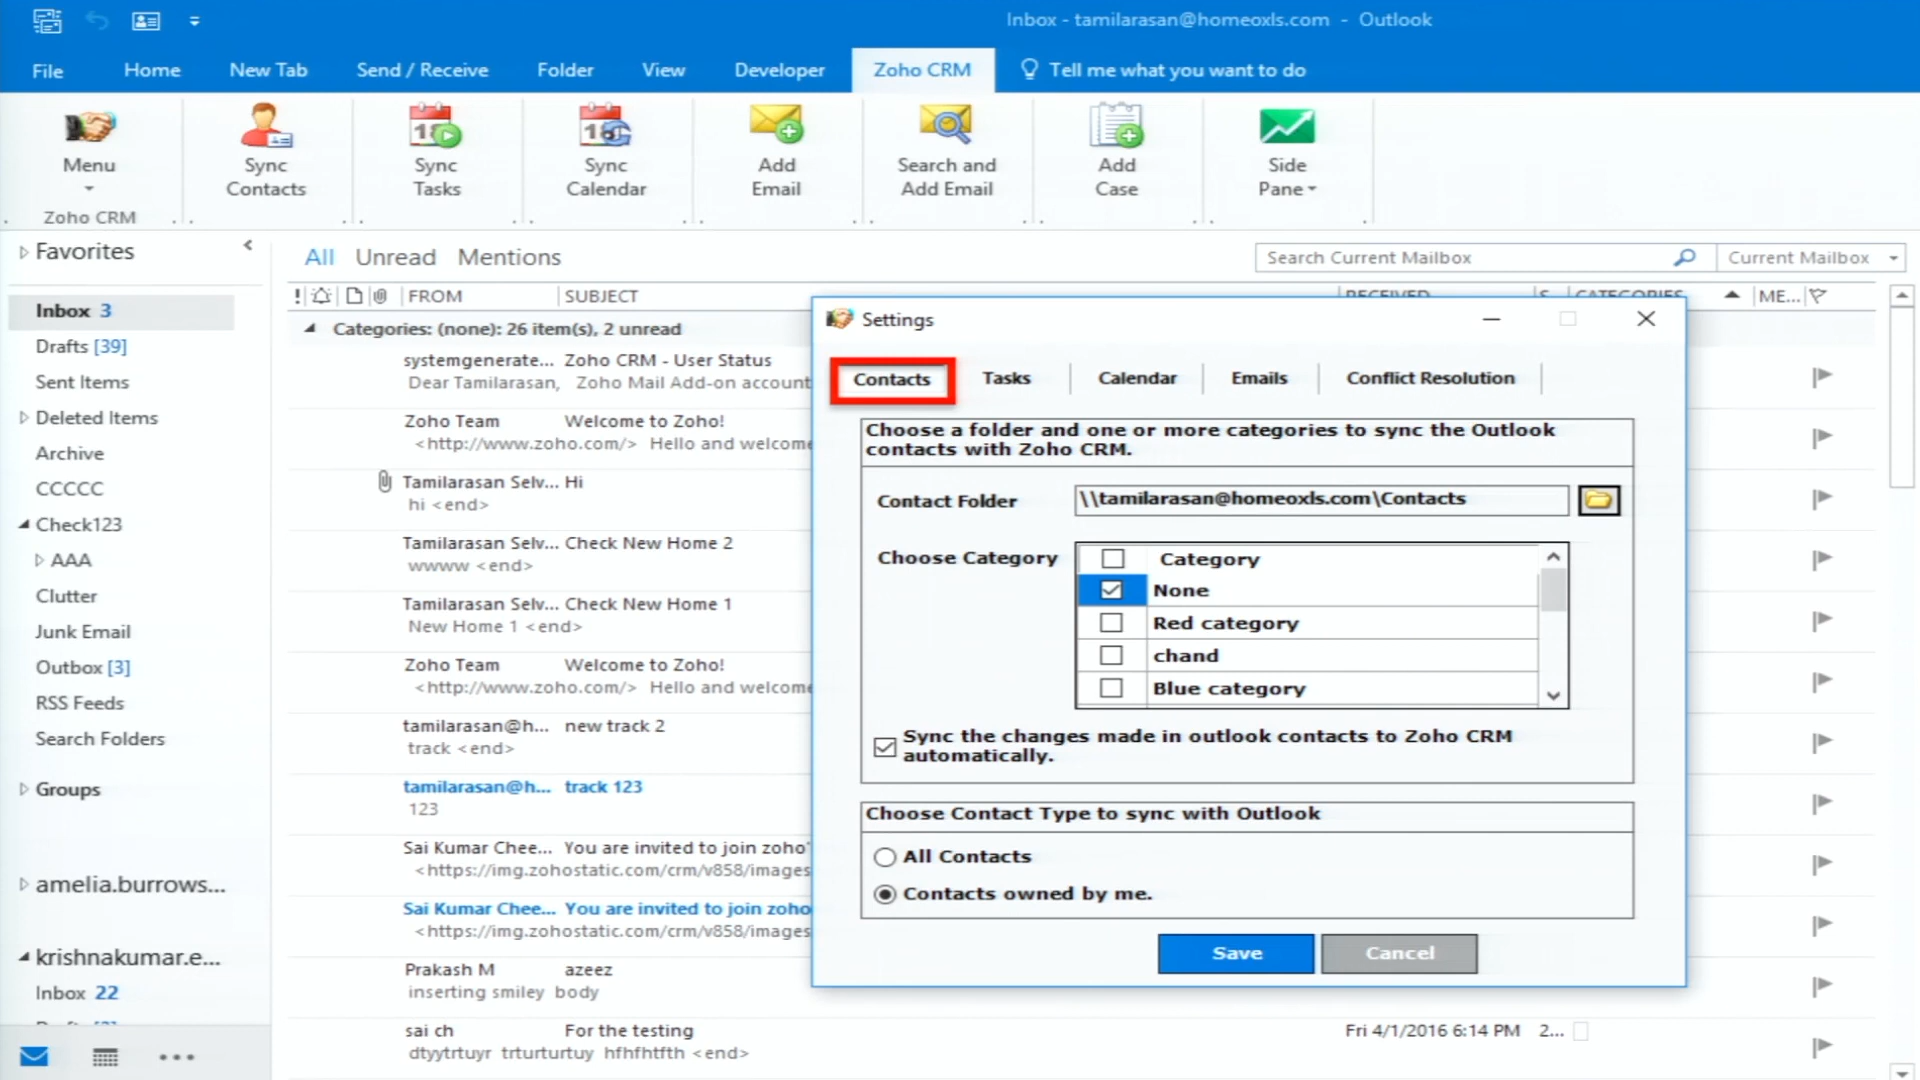 Inbox - tamilarasan@homeoxls.com - Outlook
File Home New Tab Send / Receive Folder View Developer Zoho CRM Tell me what you want to do
Menu
Zoho CRM
Sync
Contacts
Sync
Tasks
Sync
Calendar
Add
Email
Search and
Add Email
Add
Case
Side
Pane
Favorites
Inbox 3
Drafts [39]
Sent Items
Deleted Items
Archive
CCCCC
Check123
AAA
Clutter
Junk Email
Outbox [3]
RSS Feeds
Search Folders
Groups
amelia.burrows...
krishnakumar.e...
Inbox 22
All Unread Mentions
Search Current Mailbox Current Mailbox
FROM SUBJECT RECEIVED S... CATEGORIES ME...
Categories: (none): 26 item(s), 2 unread
systemgenerate... Zoho CRM - User Status
Dear Tamilarasan, Zoho Mail Add-on account
Zoho Team Welcome to Zoho!
<http://www.zoho.com/> Hello and welcome
Tamilarasan Selv... Hi
hi <end>
Tamilarasan Selv... Check New Home 2
wwww <end>
Tamilarasan Selv... Check New Home 1
New Home 1 <end>
Zoho Team Welcome to Zoho!
<http://www.zoho.com/> Hello and welcome
tamilarasan@h... new track 2
track <end>
tamilarasan@h... track 123
123
Sai Kumar Chee... You are invited to join zoho'
<https://img.zohostatic.com/crm/v858/images
Sai Kumar Chee... You are invited to join zoho
<https://img.zohostatic.com/crm/v858/images
Prakash M azeez
inserting smiley body
sai ch For the testing Fri 4/1/2016 6:14 PM 2...
dtyytrtuyr trturturtuy hfhfhtfth <end>
Settings
Contacts Tasks Calendar Emails Conflict Resolution
Choose a folder and one or more categories to sync the Outlook
contacts with Zoho CRM.
Contact Folder \\tamilarasan@homeoxls.com\Contacts
Choose Category
Category
None
Red category
chand
Blue category
Sync the changes made in outlook contacts to Zoho CRM
automatically.
Choose Contact Type to sync with Outlook
All Contacts
Contacts owned by me.
Save Cancel